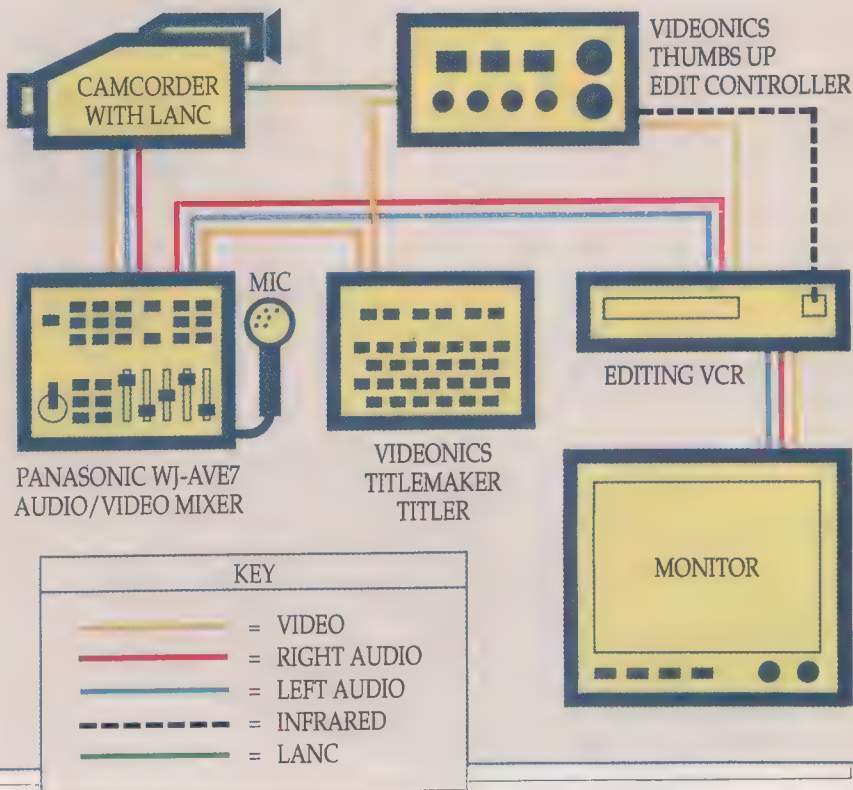 CAMCORDER
WITH LANC
VIDEONICS
THUMBS UP
EDIT CONTROLLER
MIC
PANASONIC WJ-AVE7
AUDIO/VIDEO MIXER
VIDEONICS
TITLEMAKER
TITLER
EDITING VCR
MONITOR
KEY
= VIDEO
= RIGHT AUDIO
= LEFT AUDIO
= INFRARED
= LANC